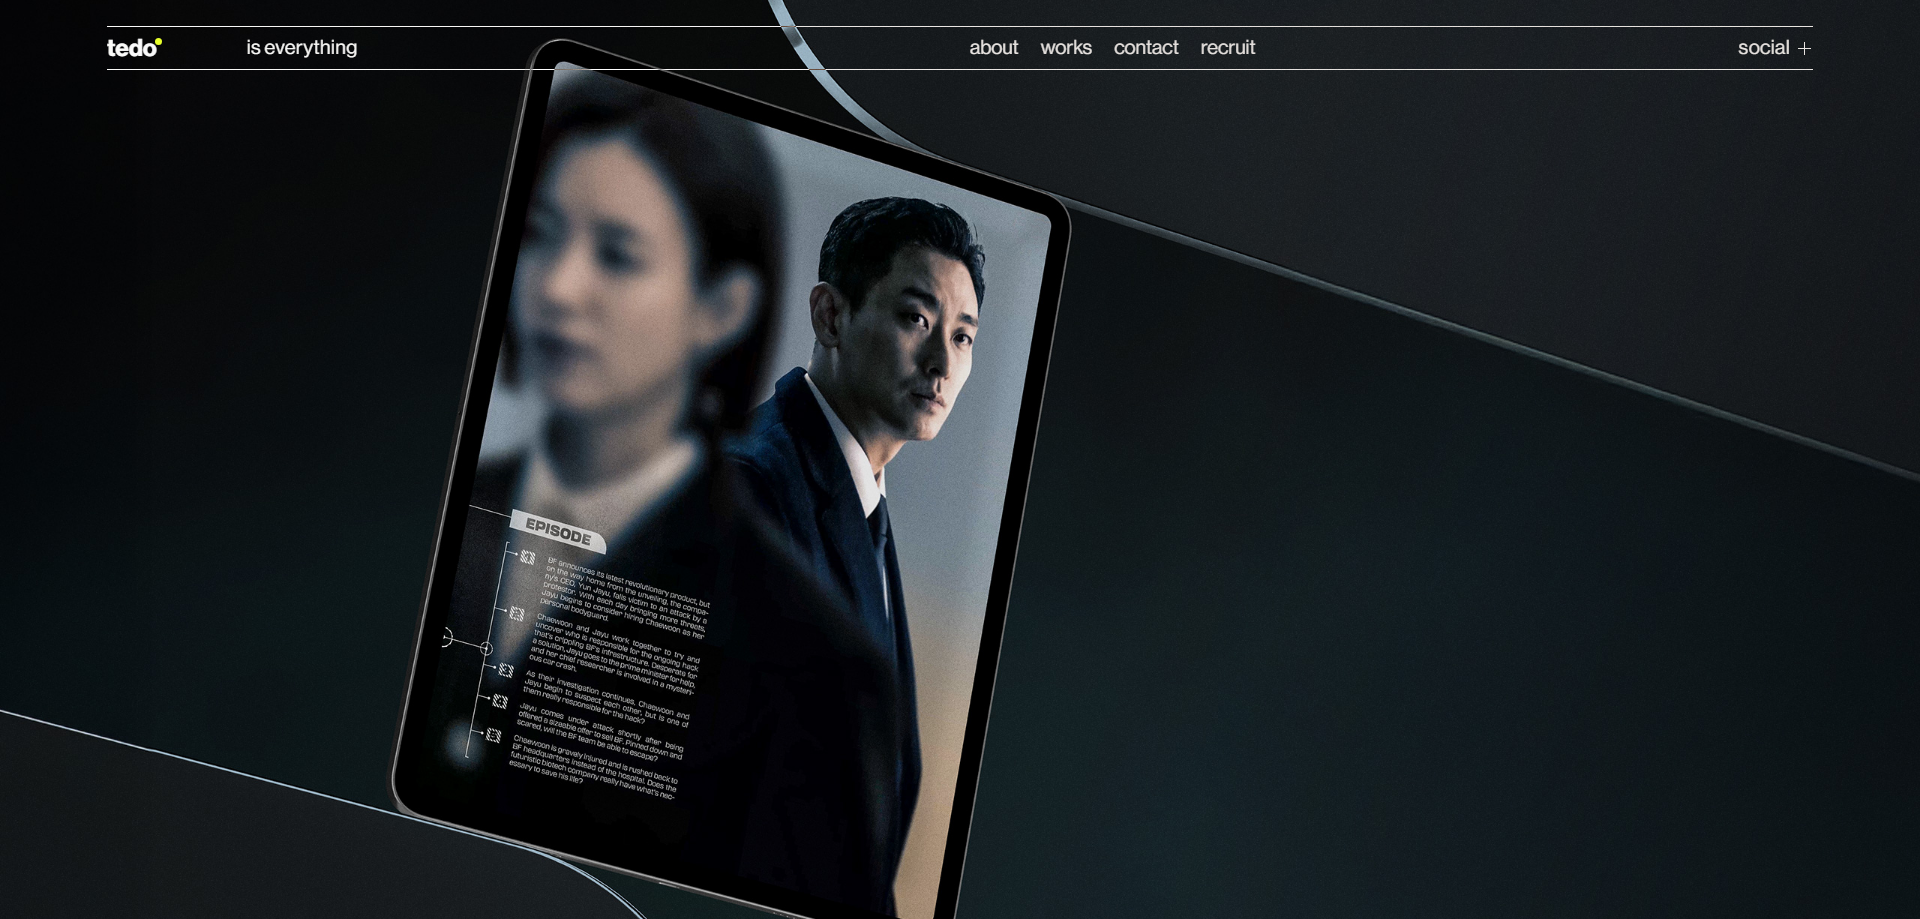 tedo
is everything
about works contact recruit
social +
EPISODE
BF announces its latest revolutionary product, but
on the way home from the unveiling, the compa-
ny's CEO, Yun Jayu, falls victim to an attack by a
protestor. With each day bringing more threats,
Jayu begins to consider hiring Chaewoon as her
personal bodyguard.
Chaewoon and Jayu work together to try and
uncover who is responsible for the ongoing hack
that's crippling BF's infrastructure. Desperate for
a solution, Jayu goes to the prime minister for help,
and her chief researcher is involved in a mysteri-
ous car crash.
As their investigation continues, Chaewoon and
Jayu begin to suspect each other, but is one of
them really responsible for the hack?
Jayu comes under attack shortly after being
offered a sizeable offer to sell BF. Pinned down and
scared, will the BF team be able to escape?
Chaewoon is gravely injured and is rushed back to
BF headquarters instead of the hospital. Does the
futuristic biotech company really have what's nec-
essary to save his life?